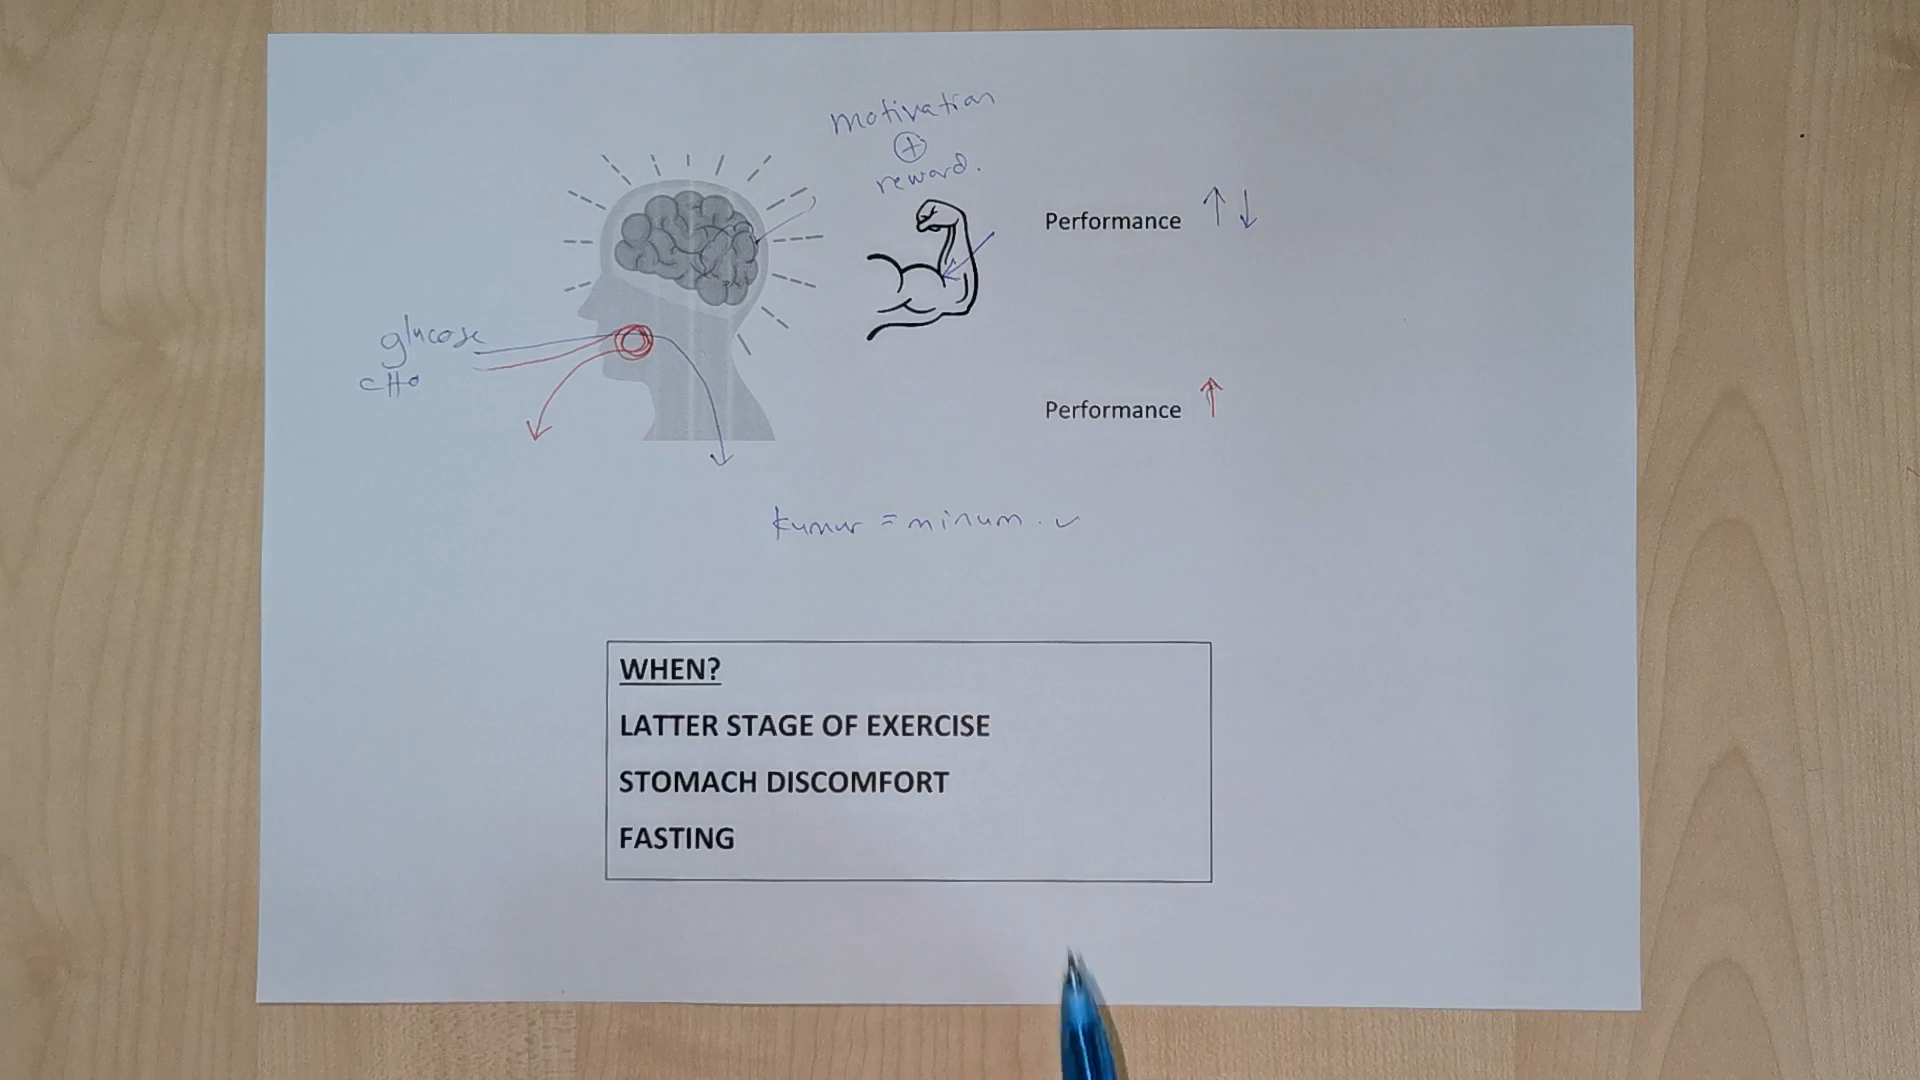 motivation
+
reward.
Performance ↑ ↓
glucose
CHO
Performance ↑
kumur = minum. ✓
WHEN?
LATTER STAGE OF EXERCISE
STOMACH DISCOMFORT
FASTING